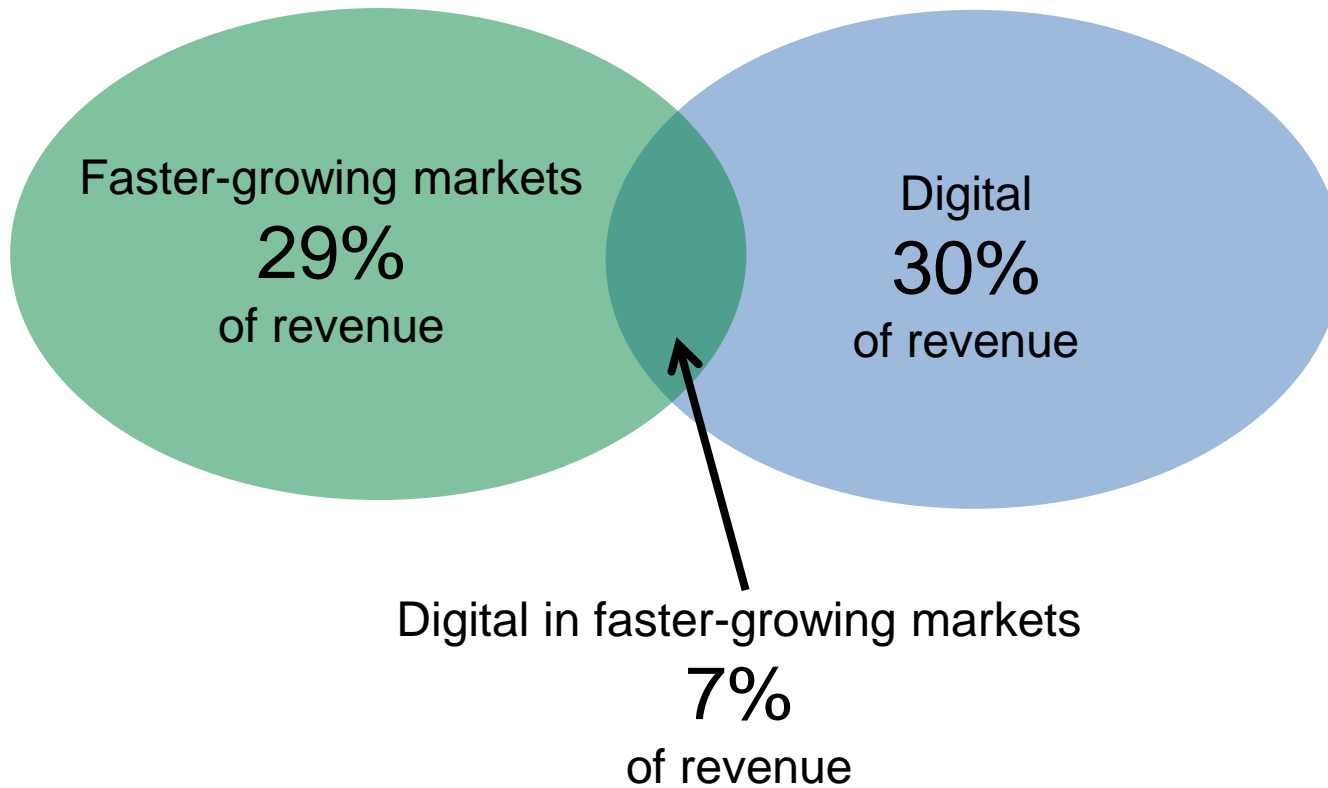 Faster-growing markets
29%
of revenue
Digital
30%
of revenue
Digital in faster-growing markets
7%
of revenue